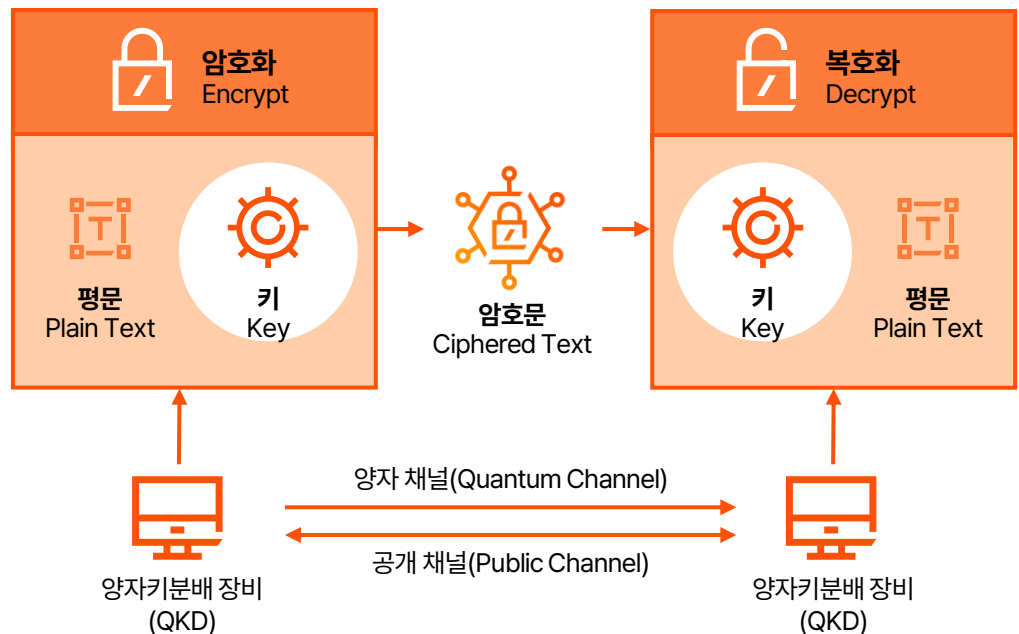 암호화
Encrypt
복호화
Decrypt
평문
Plain Text
키
Key
암호문
Ciphered Text
키
Key
평문
Plain Text
양자 채널(Quantum Channel)
공개 채널(Public Channel)
양자키분배 장비
(QKD)
양자키분배 장비
(QKD)